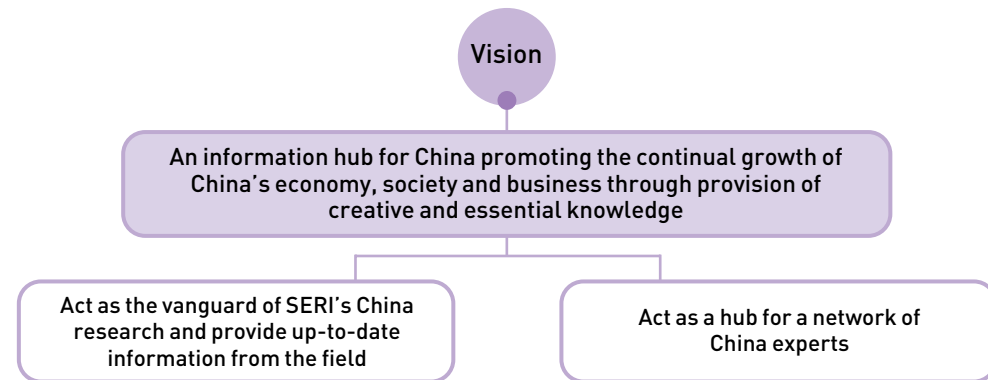 Vision
An information hub for China promoting the continual growth of
China’s economy, society and business through provision of
creative and essential knowledge
Act as the vanguard of SERI’s China
research and provide up-to-date
information from the field
Act as a hub for a network of
China experts